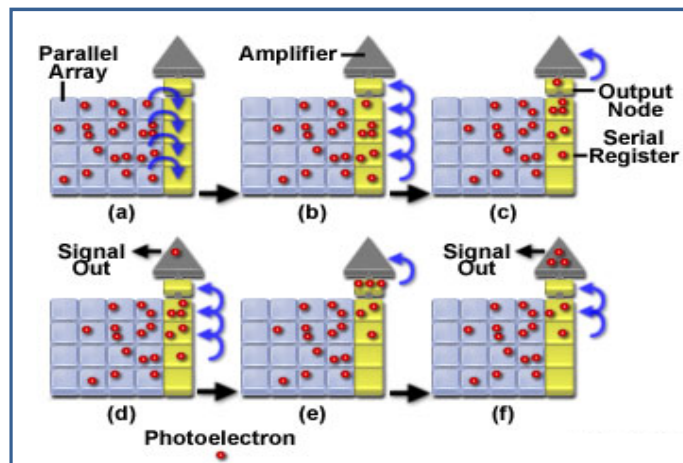 Parallel
Array
Amplifier
Output
Node
Serial
Register
(a)
(b)
(c)
Signal
Out
Signal
Out
(d)
(e)
(f)
Photoelectron